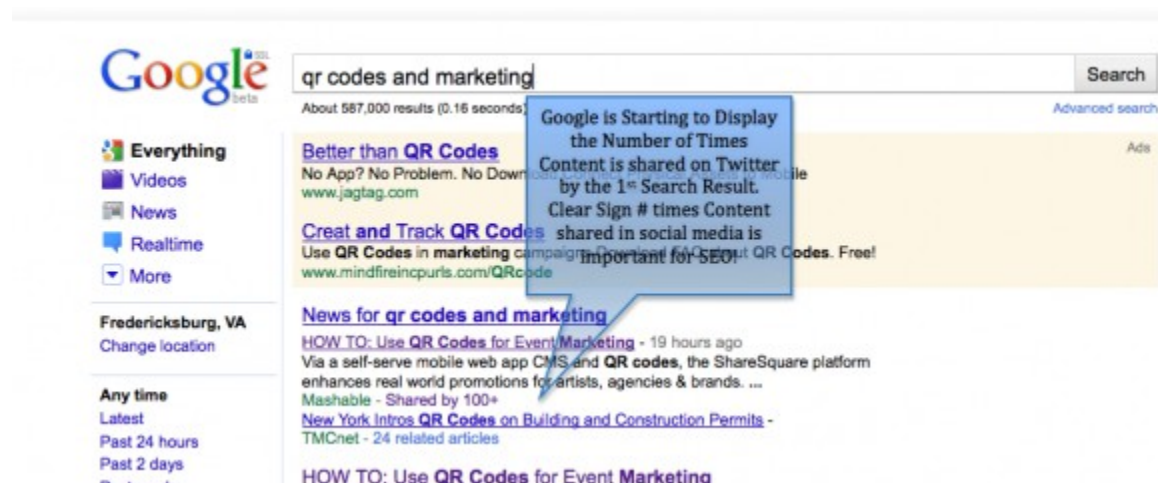 Google
SSL
beta
qr codes and marketing
Search
About 587,000 results (0.16 seconds)
Advanced search
Everything
Videos
News
Realtime
More
Fredericksburg, VA
Change location
Any time
Latest
Past 24 hours
Past 2 days
Ads
Better than QR Codes
No App? No Problem. No Download
www.jagtag.com
Creat and Track QR Codes
Use QR Codes in marketing campaigns. Download FAQ about QR Codes. Free!
www.mindfireincpurls.com/QRcode
Google is Starting to Display
the Number of Times
Content is shared on Twitter
by the 1st Search Result.
Clear Sign # times Content
shared in social media is
important for SEO!
News for qr codes and marketing
HOW TO: Use QR Codes for Event Marketing - 19 hours ago
Via a self-serve mobile web app CMS and QR codes, the ShareSquare platform
enhances real world promotions for artists, agencies & brands. ...
Mashable - Shared by 100+
New York Intros QR Codes on Building and Construction Permits -
TMCnet - 24 related articles
HOW TO: Use QR Codes for Event Marketing